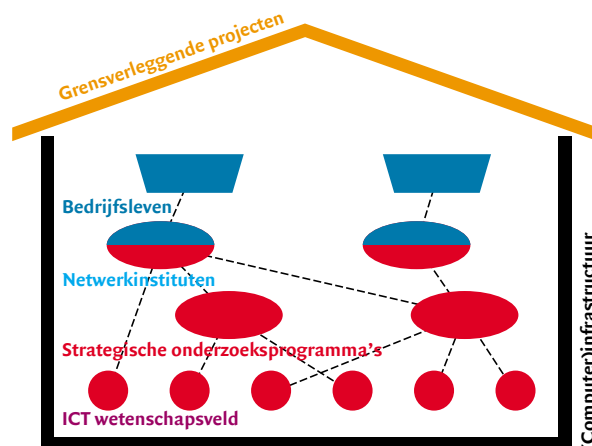 Grensverleggende projecten
Bedrijfsleven
Netwerkinstituten
Strategische onderzoeksprogramma's
ICT wetenschapsveld
(Computer)infrastructuur